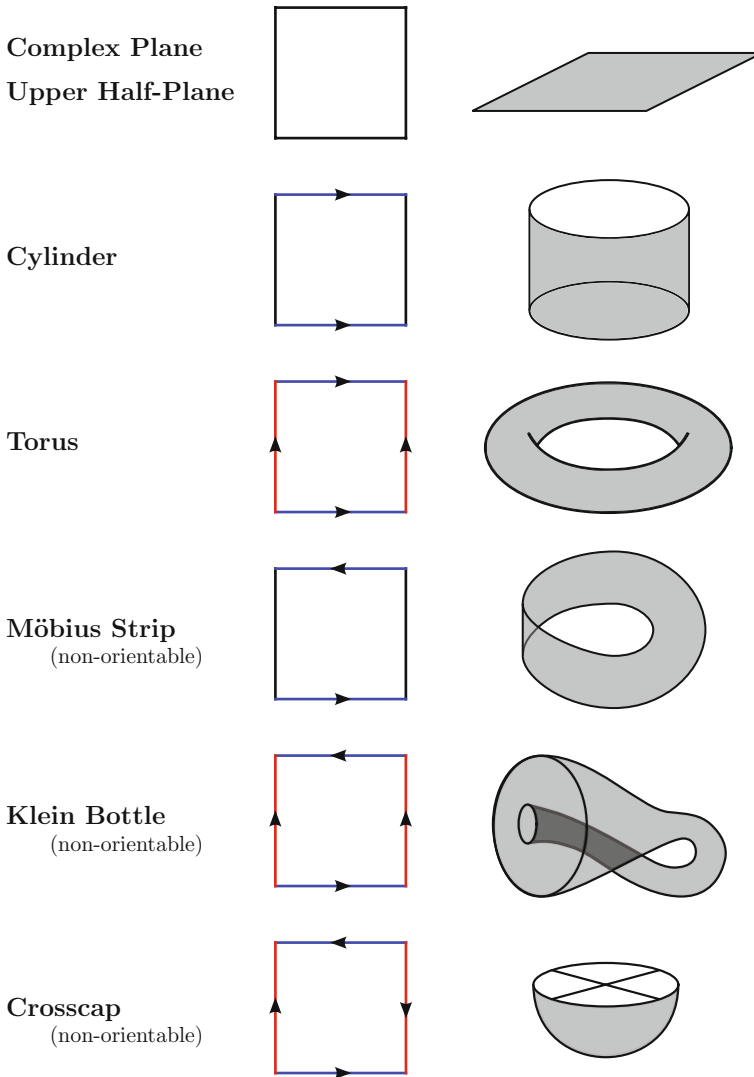 Complex Plane
Upper Half-Plane
Cylinder
Torus
Möbius Strip
(non-orientable)
Klein Bottle
(non-orientable)
Crosscap
(non-orientable)